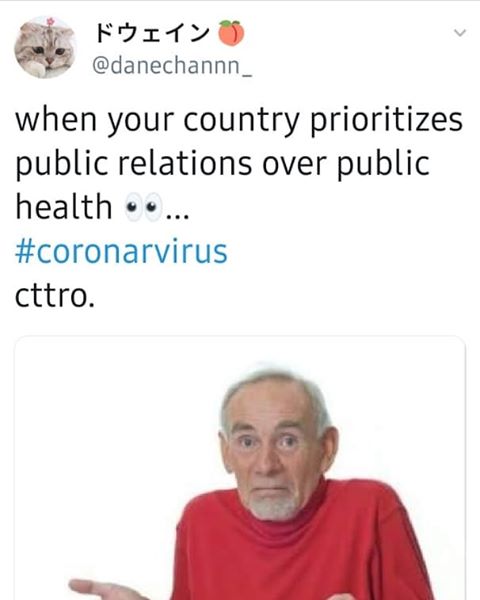 ドウェイン🍑
@danechannn_
when your country prioritizes
public relations over public
health 👀...
#coronarvirus
cttro.